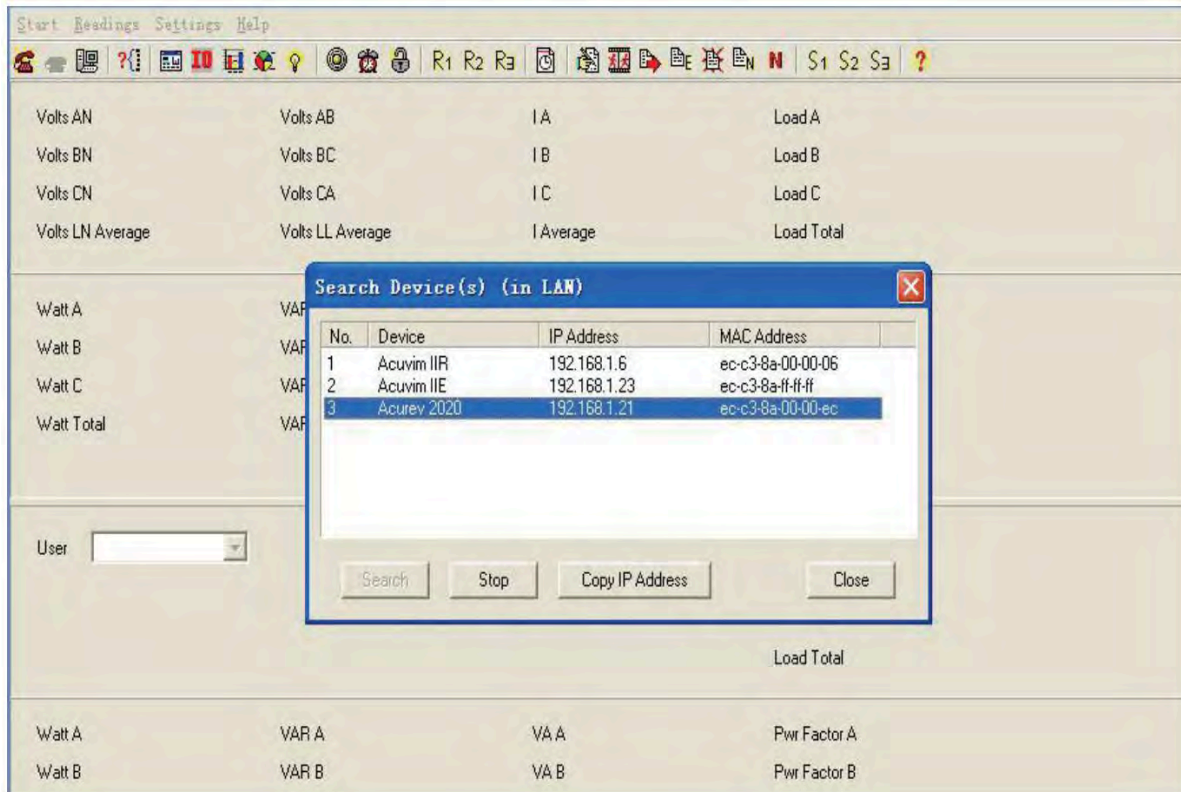 Start Readings Settings Help
?{ IO R1 R2 R3 E N N S1 S2 S3 ?
Volts AN Volts AB I A Load A
Volts BN Volts BC I B Load B
Volts CN Volts CA I C Load C
Volts LN Average Volts LL Average I Average Load Total
Search Device(s) (in LAN)
Watt A VAR
No. Device IP Address MAC Address
Watt B VAR
1 Acuvim IIR 192.168.1.6 ec-c3-8a-00-00-06
Watt C VAR
2 Acuvim IIE 192.168.1.23 ec-c3-8a-ff-ff-ff
3 Acurev 2020 192.168.1.21 ec-c3-8a-00-00-ec
Watt Total VAR
User
Search Stop Copy IP Address Close
Load Total
Watt A VAR A VA A Pwr Factor A
Watt B VAR B VA B Pwr Factor B